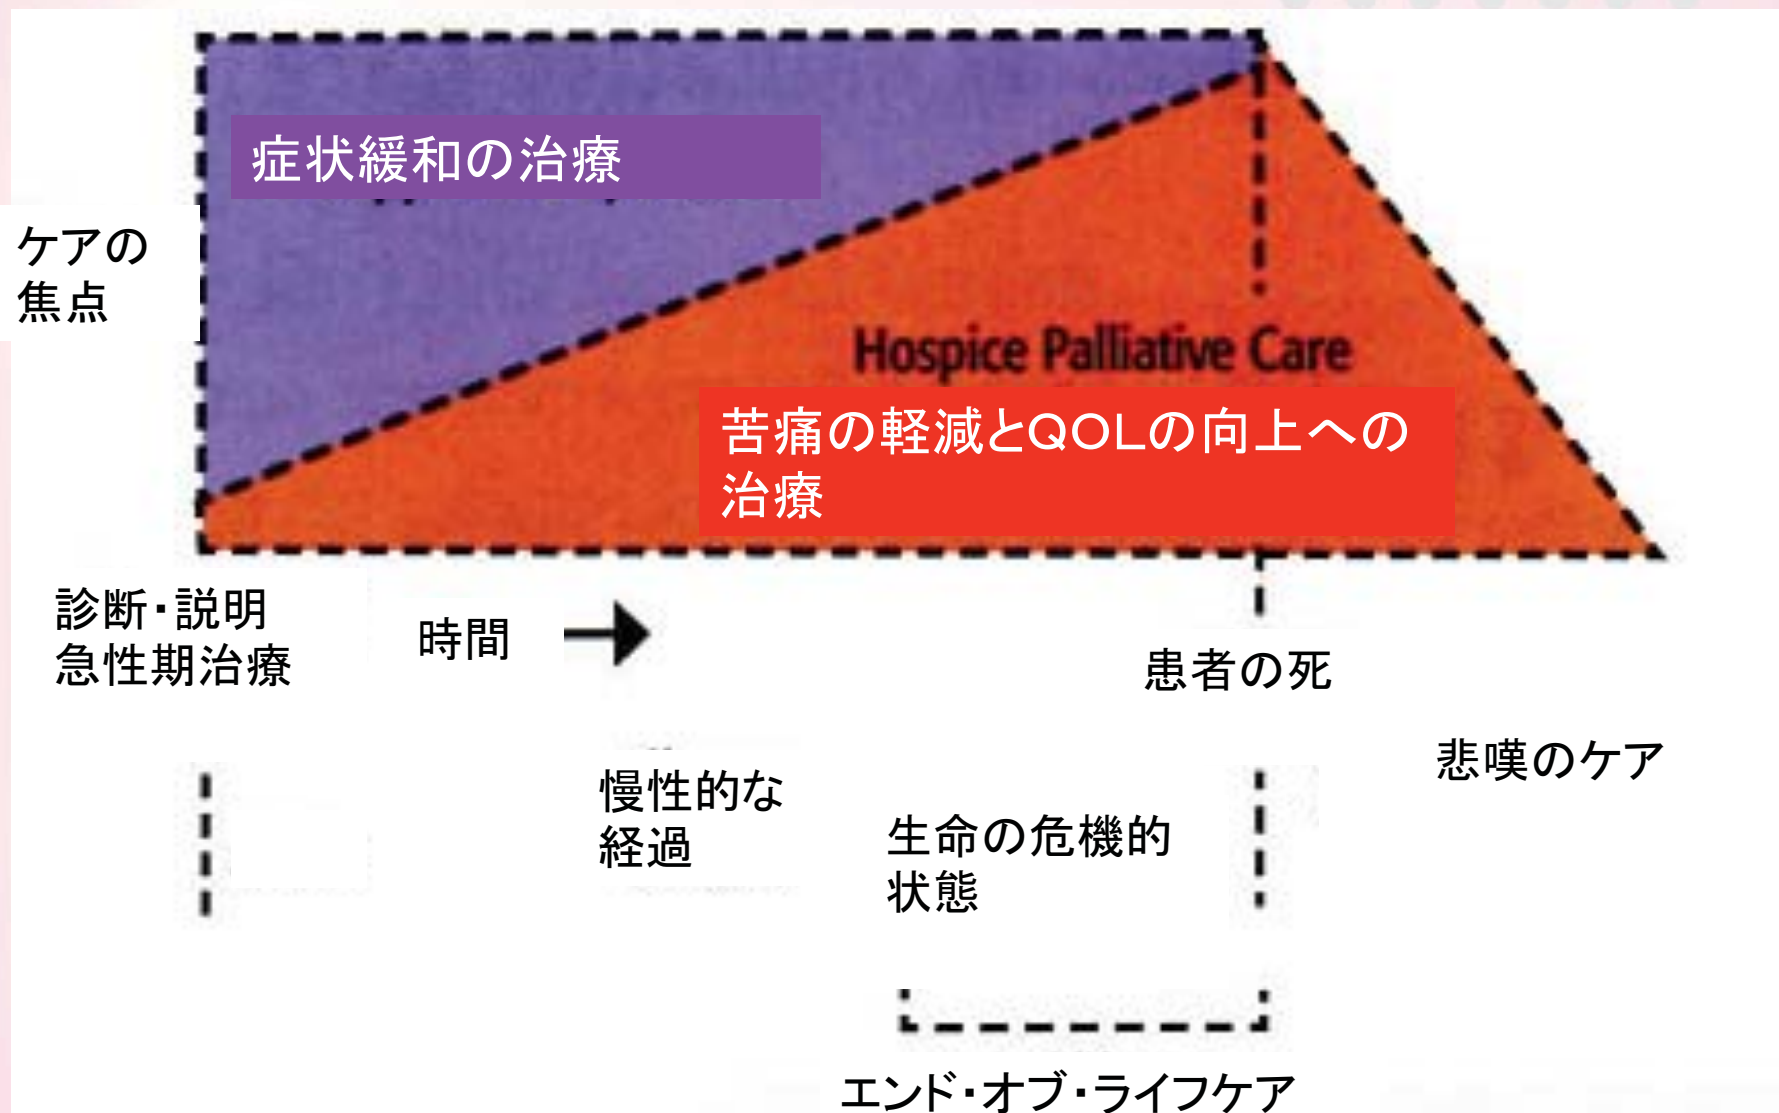 症状緩和の治療
ケアの
焦点
Hospice Palliative Care
苦痛の軽減とQOLの向上への
治療
診断・説明
急性期治療
時間
患者の死
慢性的な
経過
悲嘆のケア
生命の危機的
状態
エンド・オブ・ライフケア